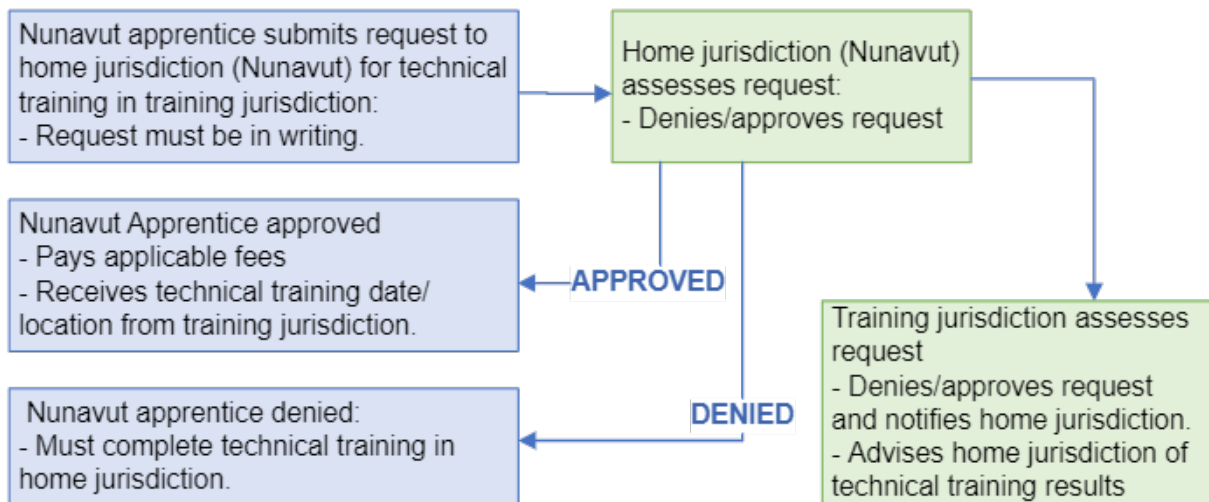 Nunavut apprentice submits request to
home jurisdiction (Nunavut) for technical
training in training jurisdiction:
- Request must be in writing.
Home jurisdiction (Nunavut)
assesses request:
- Denies/approves request
Nunavut Apprentice approved
- Pays applicable fees
- Receives technical training date/
location from training jurisdiction.
APPROVED
Training jurisdiction assesses
request
- Denies/approves request
and notifies home jurisdiction.
- Advises home jurisdiction of
technical training results
Nunavut apprentice denied:
- Must complete technical training in
home jurisdiction.
DENIED